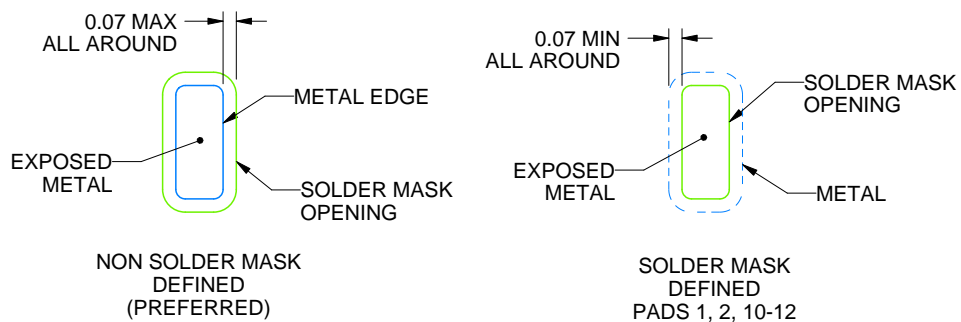 0.07 MAX
ALL AROUND
METAL EDGE
EXPOSED
METAL
SOLDER MASK
OPENING
NON SOLDER MASK
DEFINED
(PREFERRED)
0.07 MIN
ALL AROUND
SOLDER MASK
OPENING
EXPOSED
METAL
METAL
SOLDER MASK
DEFINED
PADS 1, 2, 10-12